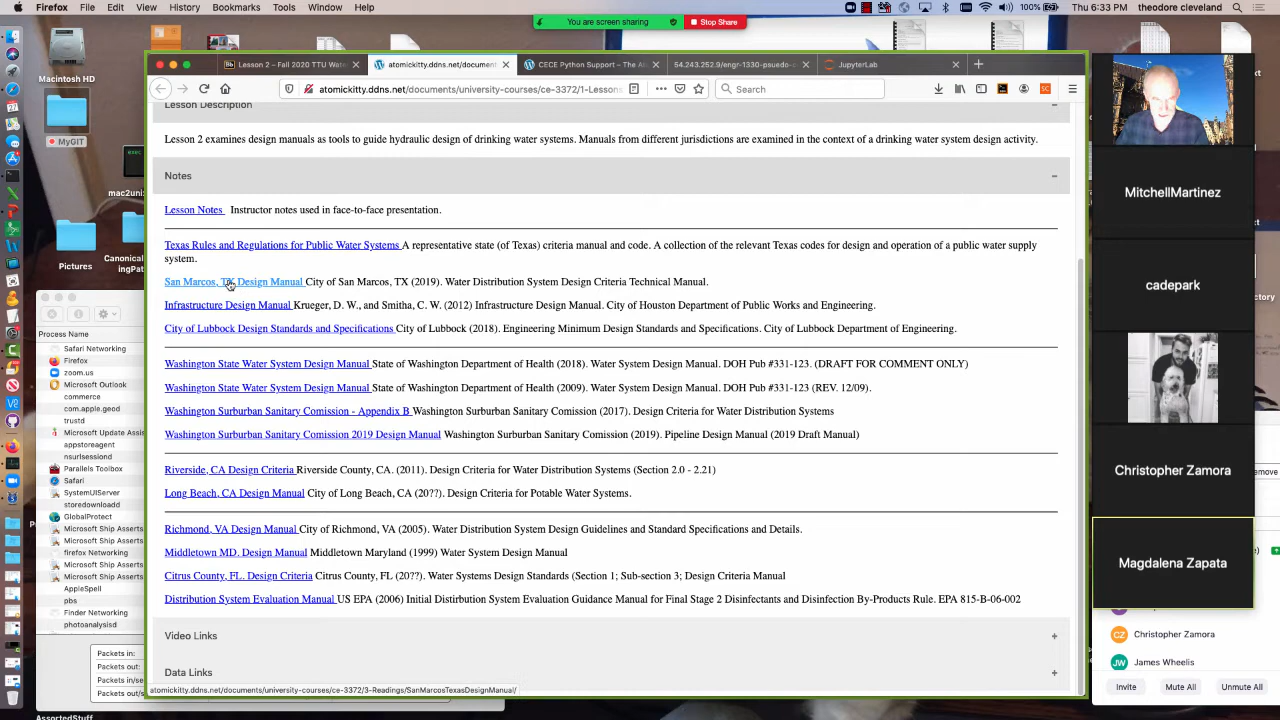 Firefox File Edit View History Bookmarks Tools Window Help
Thu 6:33 PM Theodore Cleveland
You are screen sharing
Stop Share
Macintosh HD
MyGIT
exec
mac2uni
Pictures
Canonical
ingPat
Lesson 2 – Fall 2020 TTU Wate
atomickitty.ddns.net/document
CECE Python Support – The A
54.243.252.9/engr-1330-psuedo-
JupyterLab
atomickitty.ddns.net/documents/university-courses/ce-3372/1-Lessons
Search
Lesson Description
Lesson 2 examines design manuals as tools to guide hydraulic design of drinking water systems. Manuals from different jurisdictions are examined in the context of a drinking water system design activity.
Notes
Lesson Notes Instructor notes used in face-to-face presentation.
Texas Rules and Regulations for Public Water Systems A representative state (of Texas) criteria manual and code. A collection of the relevant Texas codes for design and operation of a public water supply
system.
San Marcos, TX Design Manual City of San Marcos, TX (2019). Water Distribution System Design Criteria Technical Manual.
Infrastructure Design Manual Krueger, D. W., and Smitha, C. W. (2012) Infrastructure Design Manual. City of Houston Department of Public Works and Engineering.
City of Lubbock Design Standards and Specifications City of Lubbock (2018). Engineering Minimum Design Standards and Specifications. City of Lubbock Department of Engineering.
Washington State Water System Design Manual State of Washington Department of Health (2018). Water System Design Manual. DOH Pub #331-123. (DRAFT FOR COMMENT ONLY)
Washington State Water System Design Manual State of Washington Department of Health (2009). Water System Design Manual. DOH Pub #331-123 (REV. 12/09).
Washington Surburban Sanitary Comission - Appendix B Washington Surburban Sanitary Comission (2017). Design Criteria for Water Distribution Systems
Washington Surburban Sanitary Comission 2019 Design Manual Washington Suburban Sanitary Comission (2019). Pipeline Design Manual (2019 Draft Manual)
Riverside, CA Design Criteria Riverside County, CA. (2011). Design Criteria for Water Distribution Systems (Section 2.0 - 2.21)
Long Beach, CA Design Manual City of Long Beach, CA (20??). Design Criteria for Potable Water Systems.
Richmond, VA Design Manual City of Richmond, VA (2005). Water Distribution System Design Guidelines and Standard Specifications and Details.
Middletown MD. Design Manual Middletown Maryland (1999) Water System Design Manual
Citrus County, FL. Design Criteria Citrus County, FL (20??). Water Systems Design Standards (Section 1; Sub-section 3; Design Criteria Manual
Distribution System Evaluation Manual US EPA (2006) Initial Distirbution System Evaluation Guidance Manual for Final Stage 2 Disinfectants and Disinfection By-Products Rule. EPA 815-B-06-002
Video Links
Data Links
atomickitty.ddns.net/documents/university-courses/ce-3372/3-Readings/SanMarcosTexasDesignManual/
Process Name
Safari Networking
Firefox
zoom.us
Microsoft Outlook
commerce
com.apple.geod
trustd
Microsoft Update Assis
appstoreagent
nsurlsessiond
Parallels Toolbox
Safari
SystemUIServer
storedownloadd
GlobalProtect
Microsoft Ship Asserts
Microsoft Ship Asserts
firefox Networking
Microsoft Ship Asserts
Microsoft Ship Asserts
AppleSpell
pbs
Finder Networking
photoanalysisd
Packets in:
Packets out:
Packets in/se
Packets out/s
AssortedStuff
MitchellMartinez
cadepark
Christopher Zamora
Magdalena Zapata
emove
CZ Christopher Zamora
JW James Wheelis
Invite
Mute All
Unmute All